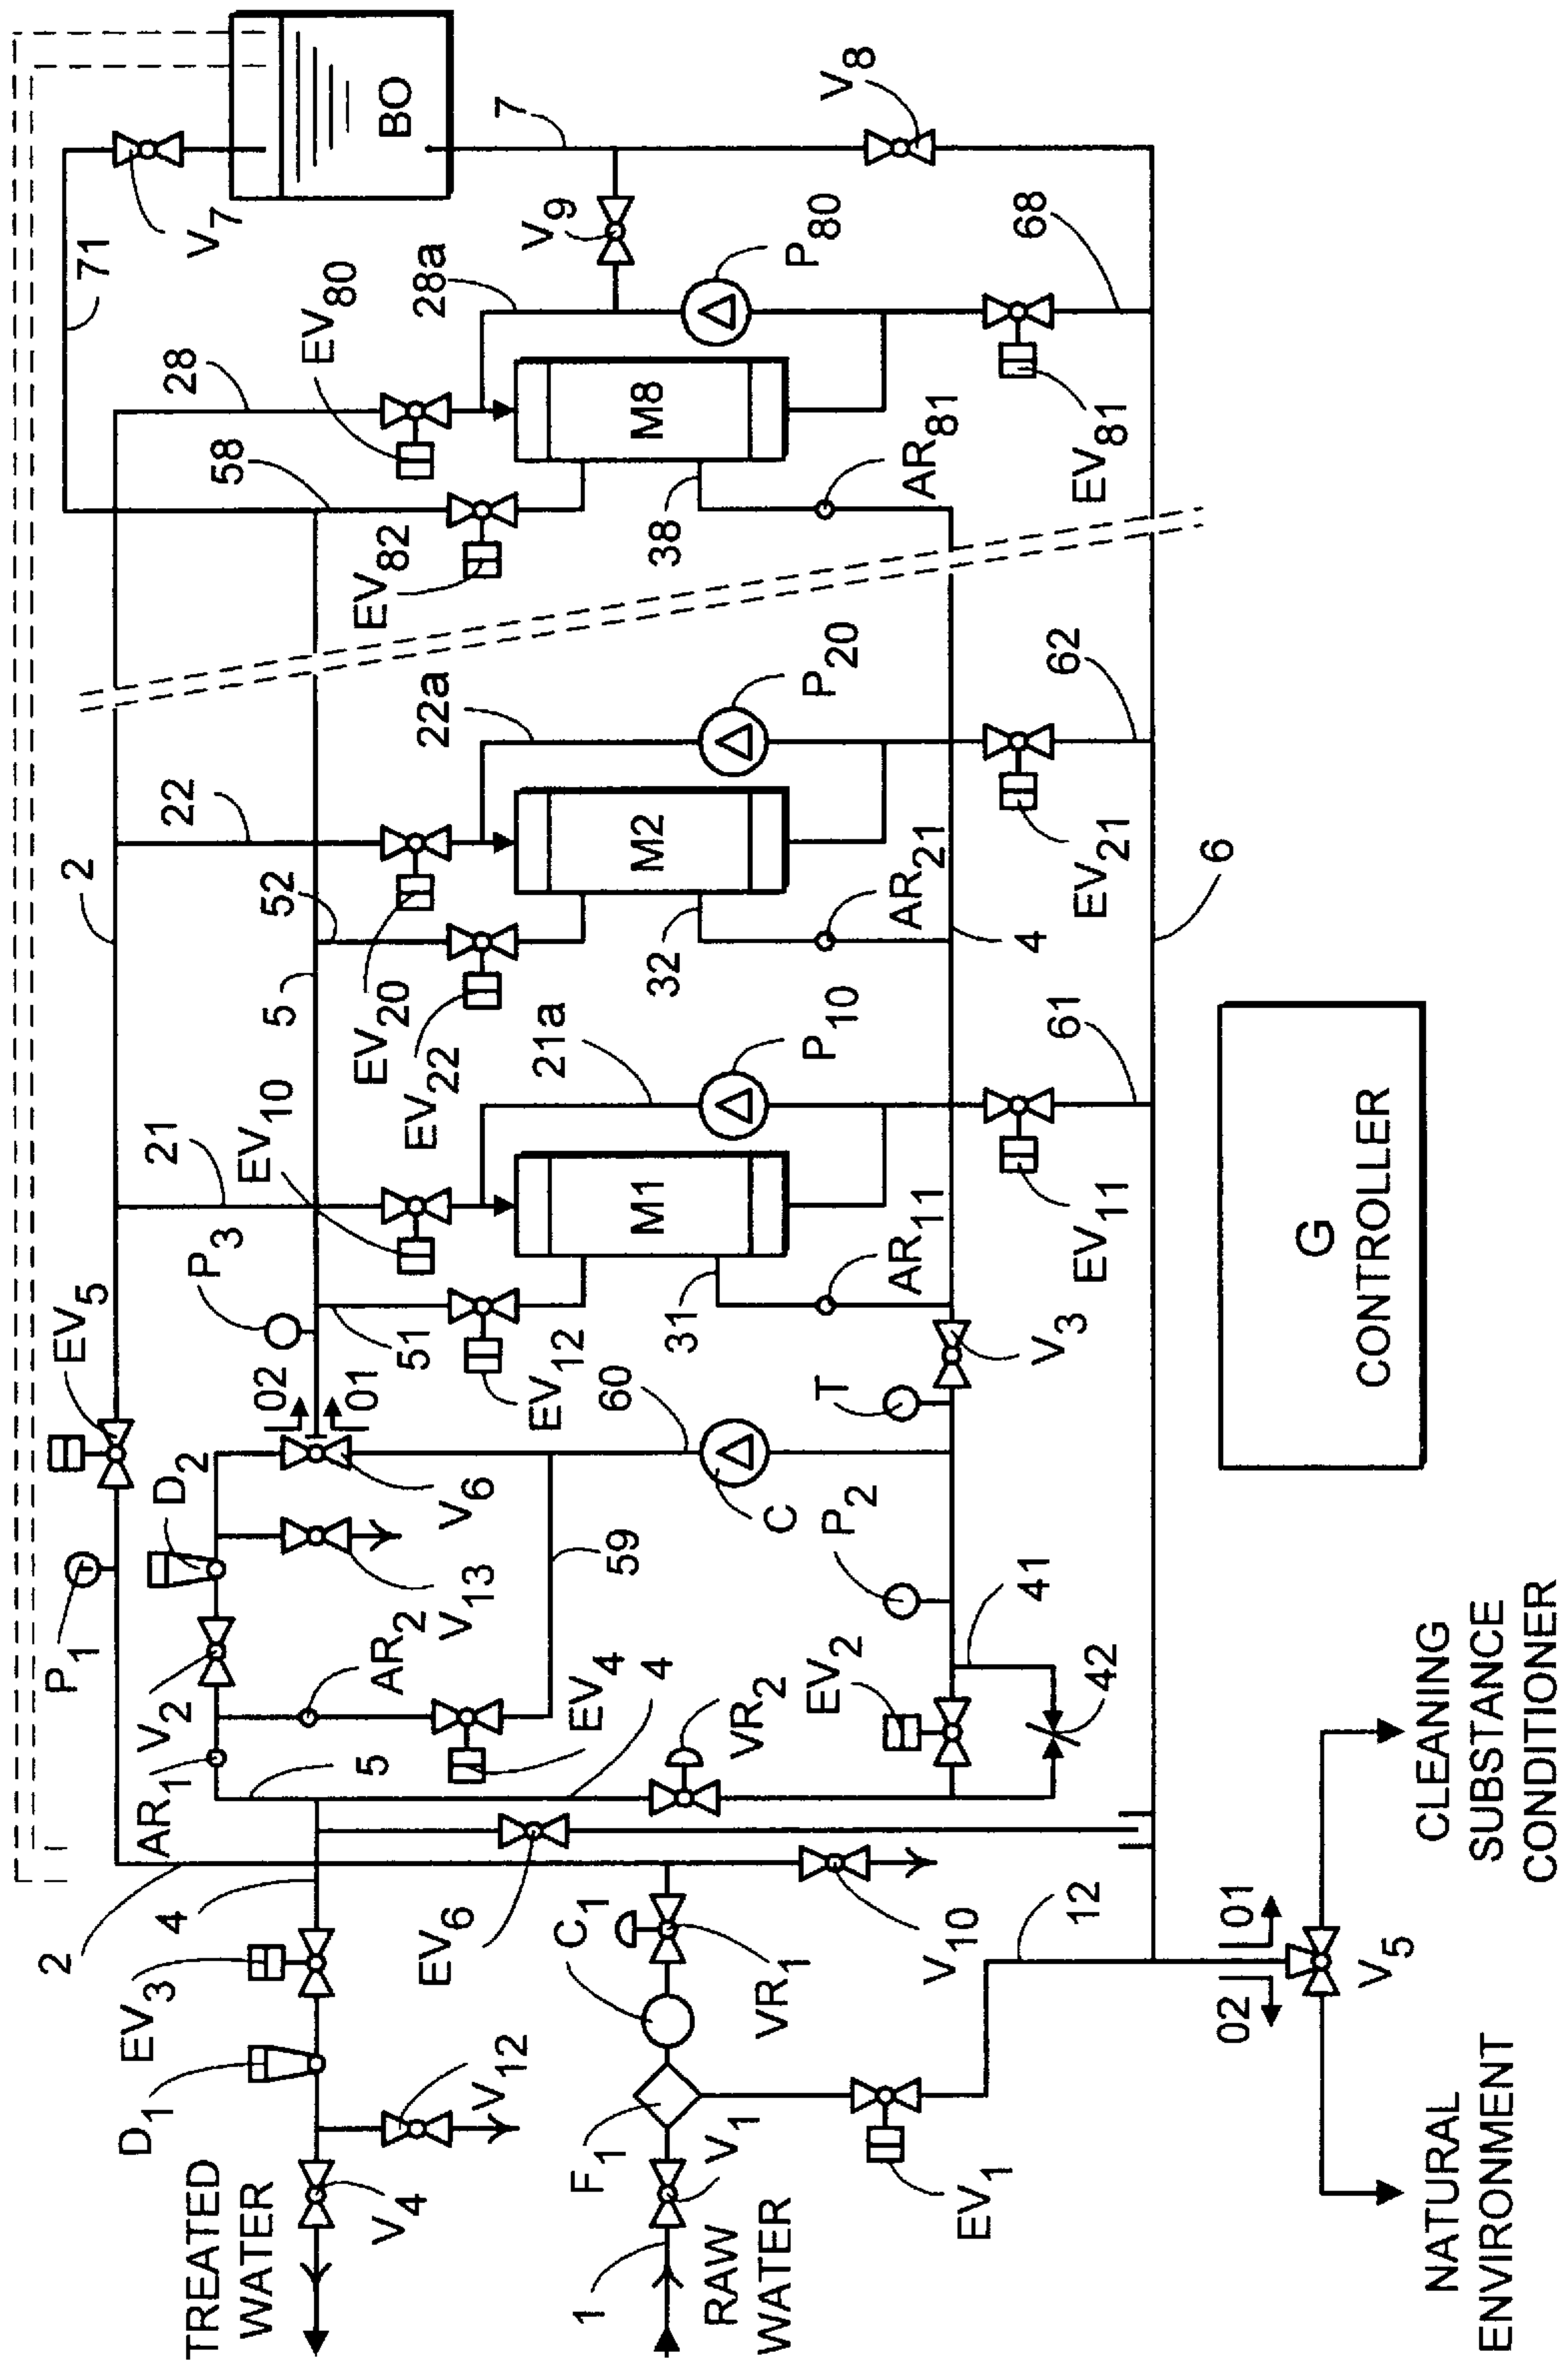 BO
V7
71
7
V8
V9
68
28a
P80
EV80
28
58
M8
EV82
38
AR81
EV81
P20
62
22a
22
2
52
M2
EV20
EV22
32
AR21
EV21
4
6
5
P10
61
21a
EV10
21
P3
M1
EV12
51
31
AR11
EV11
V3
G
CONTROLLER
EV5
02
01
60
T
D2
V6
C
P2
P1
V13
59
41
V2
AR2
EV4
4
VR2
EV2
42
AR1
5
2
4
EV3
EV6
C1
VR1
V10
12
01
02
V5
D1
V12
F1
V1
EV1
V4
TREATED
WATER
1
RAW
WATER
CLEANING
SUBSTANCE
CONDITIONER
NATURAL
ENVIRONMENT